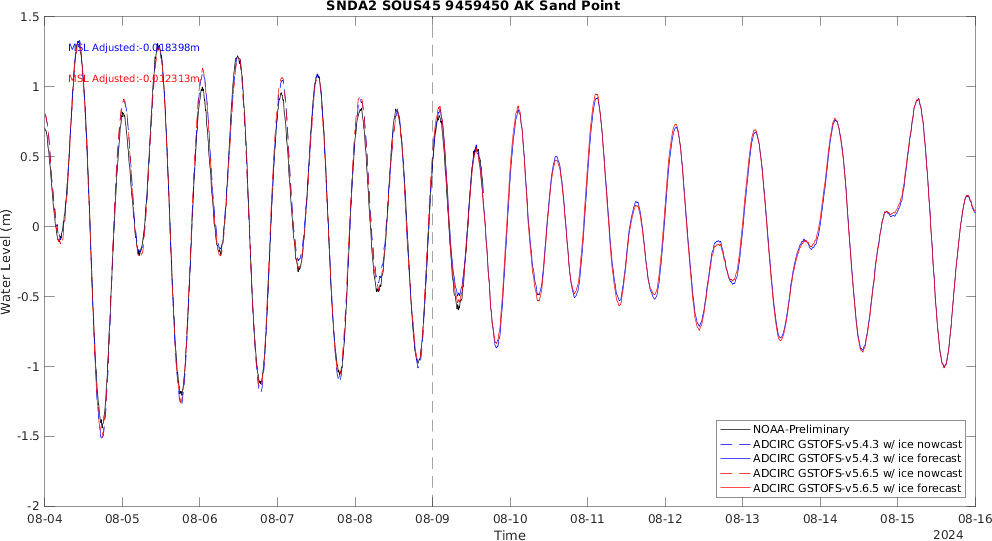 SNDA2 SOUS45 9459450 AK Sand Point
1.5
1
0.5
0
-0.5
-1
-1.5
-2
Water Level (m)
MSL Adjusted:-0.018398m
MSL Adjusted:-0.012313m
NOAA-Preliminary
ADCIRC GSTOFS-v5.4.3 w/ ice nowcast
ADCIRC GSTOFS-v5.4.3 w/ ice forecast
ADCIRC GSTOFS-v5.6.5 w/ ice nowcast
ADCIRC GSTOFS-v5.6.5 w/ ice forecast
08-04 08-05 08-06 08-07 08-08 08-09 08-10 08-11 08-12 08-13 08-14 08-15 08-16
Time
2024